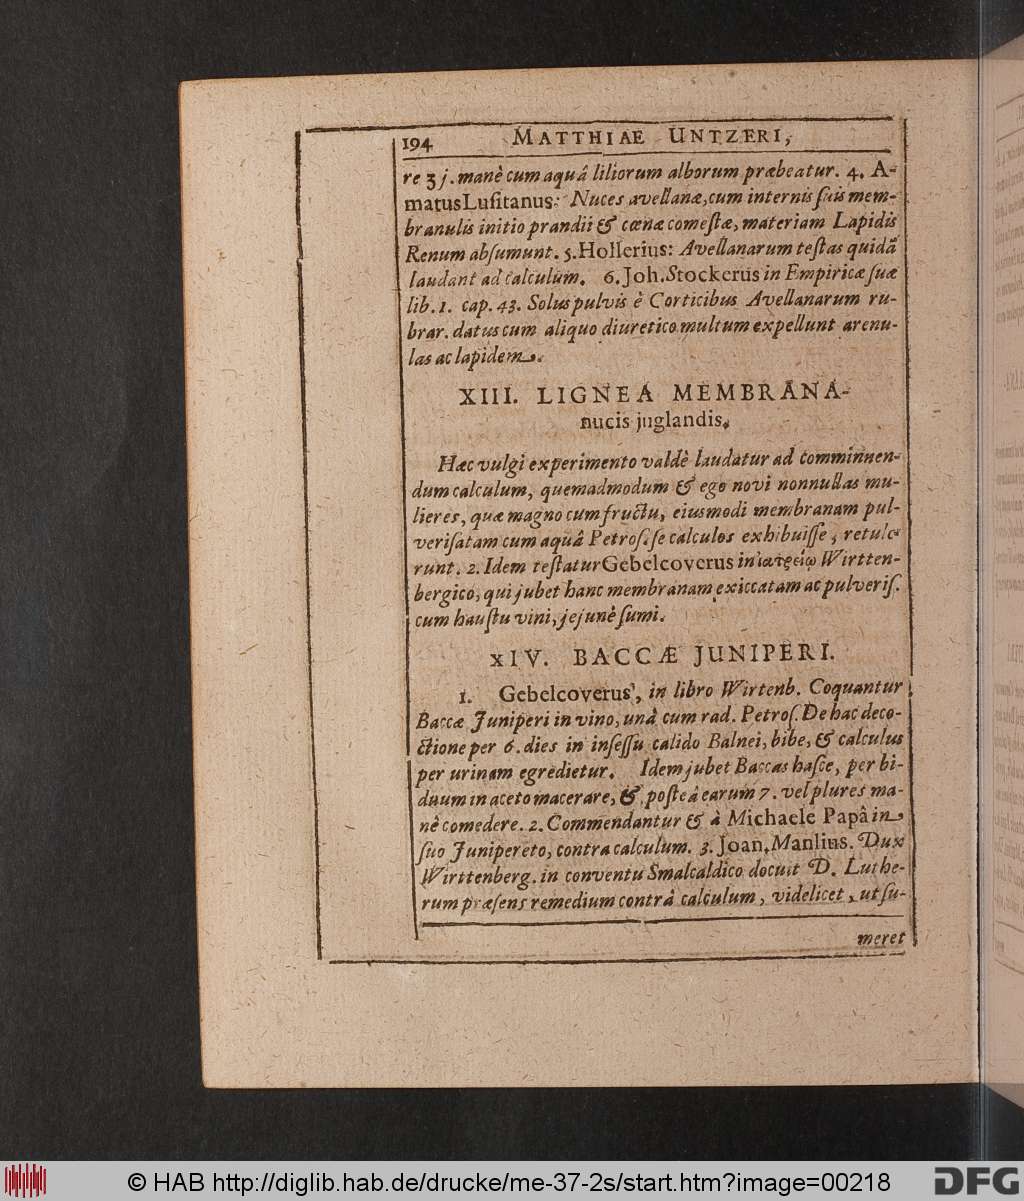 194 MATTHIAE UNTZERI,
re ʒ j. manè cum aquâ liliorum alborum præbeatur. 4. A-
matus Lusitanus: Nuces avellanæ, cum internis suis mem-
branulis initio prandii & cœnæ comestæ, materiam Lapidis
Renum absumunt. 5. Hollerius: Avellanarum testas quidã
laudant ad calculum. 6. Joh. Stockerus in Empiricæ suæ
lib. 1. cap. 43. Solus pulvis è Corticibus Avellanarum ru-
brar. datus cum aliquo diuretico multum expellunt arenu-
las ac lapidem.
XIII. LIGNEA MEMBRANA
nucis juglandis.
Hæc vulgi experimento valdè laudatur ad comminuen-
dum calculum, quemadmodum & ego novi nonnullas mu-
lieres, quæ magno cum fructu, eiusmodi membranam pul-
verisatam cum aquâ Petros. se calculos exhibuisse, retule-
runt. 2. Idem testatur Gebelcoverus in ἰατρείῳ Wirtten-
bergico, qui jubet hanc membranam exiccatam ac pulveris.
cum haustu vini, jejunè sumi.
XIV. BACCÆ JUNIPERI.
1. Gebelcoverus, in libro Wirtenb. Coquantur
Baccæ Juniperi in vino, unà cum rad. Petros. De hac deco-
ctione per 6. dies in insessu calido Balnei, bibe, & calculus
per urinam egredietur. Idem jubet Baccas hasce, per bi-
duum in aceto macerare, & posteà earum 7. vel plures ma-
nè comedere. 2. Commendantur & à Michaele Papâ in
suo Junipereto, contra calculum. 3. Joan. Manlius. Dux
Wirttenberg. in conventu Smalcaldico docuit D. Luthe-
rum præsens remedium contrà calculum, videlicet, ut su-
meret
© HAB http://diglib.hab.de/drucke/me-37-2s/start.htm?image=00218
DFG